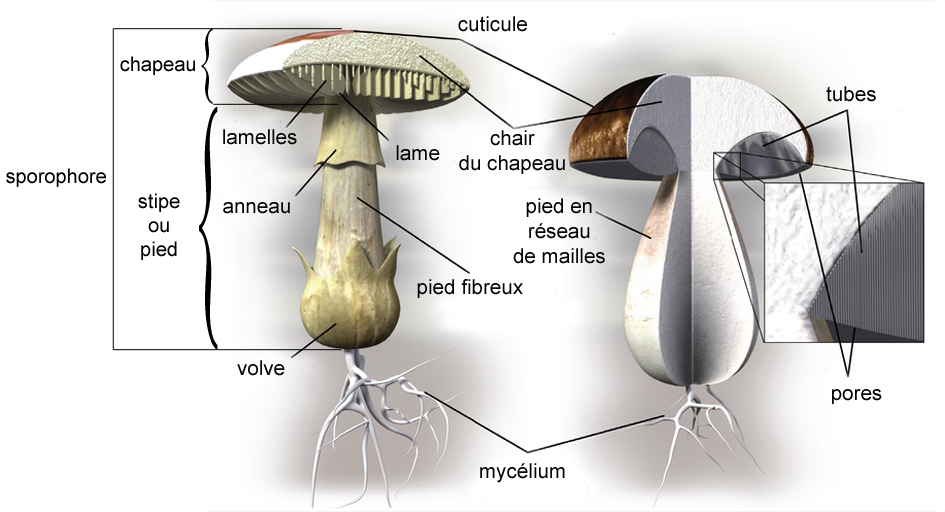 cuticule
chapeau
tubes
lamelles
lame
chair
du chapeau
sporophore
anneau
stipe
ou
pied
pied en
réseau
de mailles
pied fibreux
volve
pores
mycélium